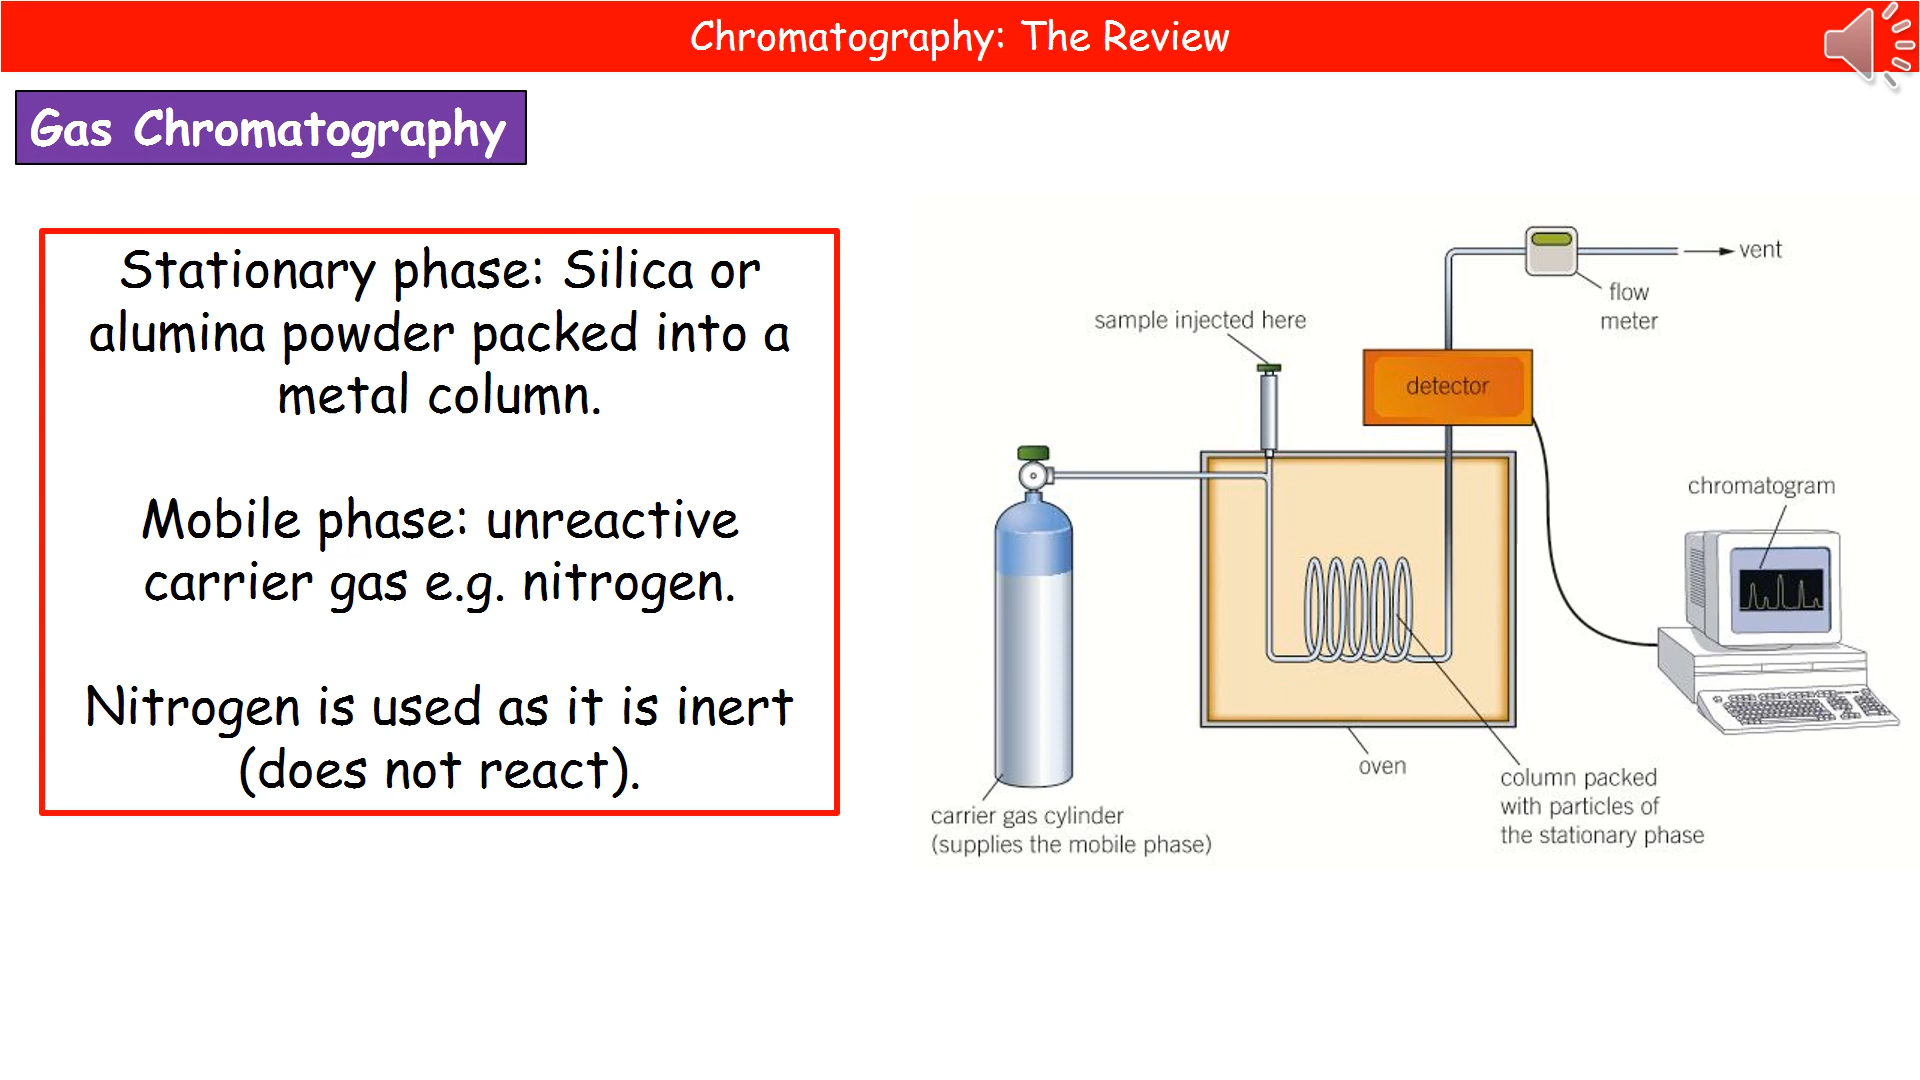 Chromatography: The Review
Gas Chromatography
Stationary phase: Silica or
alumina powder packed into a
metal column.
Mobile phase: unreactive
carrier gas e.g. nitrogen.
Nitrogen is used as it is inert
(does not react).
vent
flow
meter
sample injected here
detector
chromatogram
oven
column packed
with particles of
the stationary phase
carrier gas cylinder
(supplies the mobile phase)